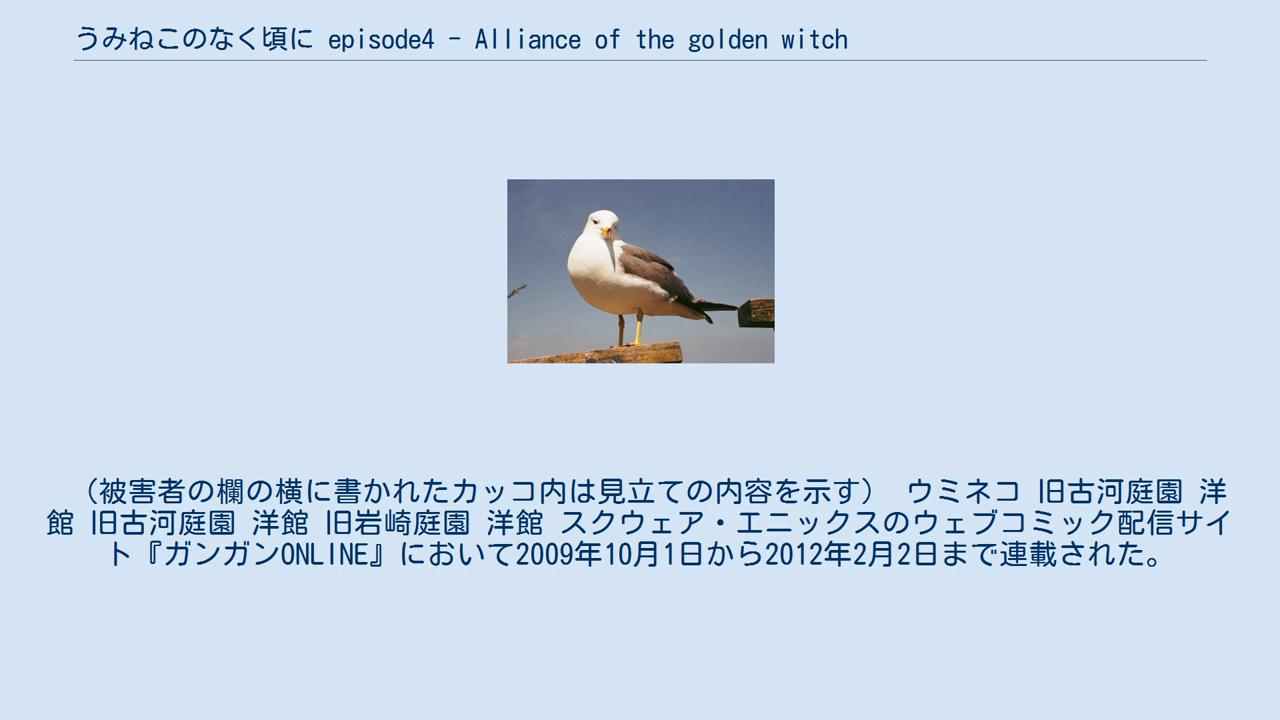 うみねこのなく頃に episode4 - Alliance of the golden witch
（被害者の欄の横に書かれたカッコ内は見立ての内容を示す） ウミネコ 旧古河庭園 洋
館 旧古河庭園 洋館 旧岩崎庭園 洋館 スクウェア・エニックスのウェブコミック配信サイ
ト『ガンガンONLINE』において2009年10月1日から2012年2月2日まで連載された。